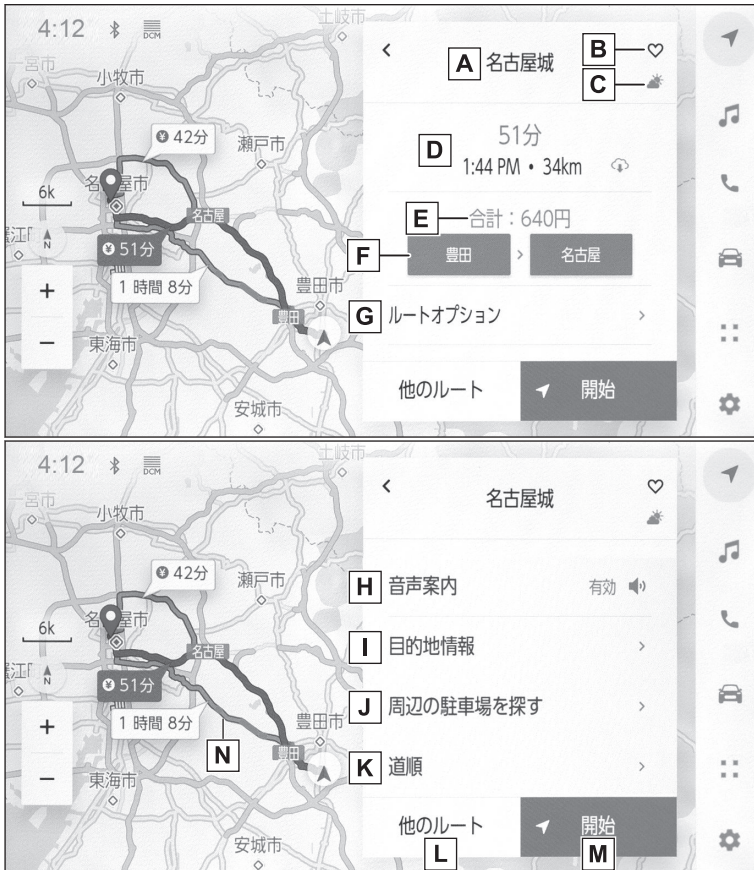 4:12 DCM
土岐市
一宮市
小牧市
瀬戸市
¥ 42分
名古屋市
6k
名古屋
N
¥ 51分
1 時間 8分
豊田市
豊田
東海市
安城市
+
−
A 名古屋城
B
C
D
51分
1:44 PM • 34km
E 合計：640円
F 豊田 > 名古屋
G ルートオプション >
他のルート 開始
4:12 DCM
土岐市
一宮市
小牧市
瀬戸市
¥ 42分
名古屋市
6k
名古屋
N
¥ 51分
1 時間 8分
豊田市
豊田
N
東海市
安城市
+
−
名古屋城
H 音声案内 有効
I 目的地情報 >
J 周辺の駐車場を探す >
K 道順 >
他のルート 開始
L M